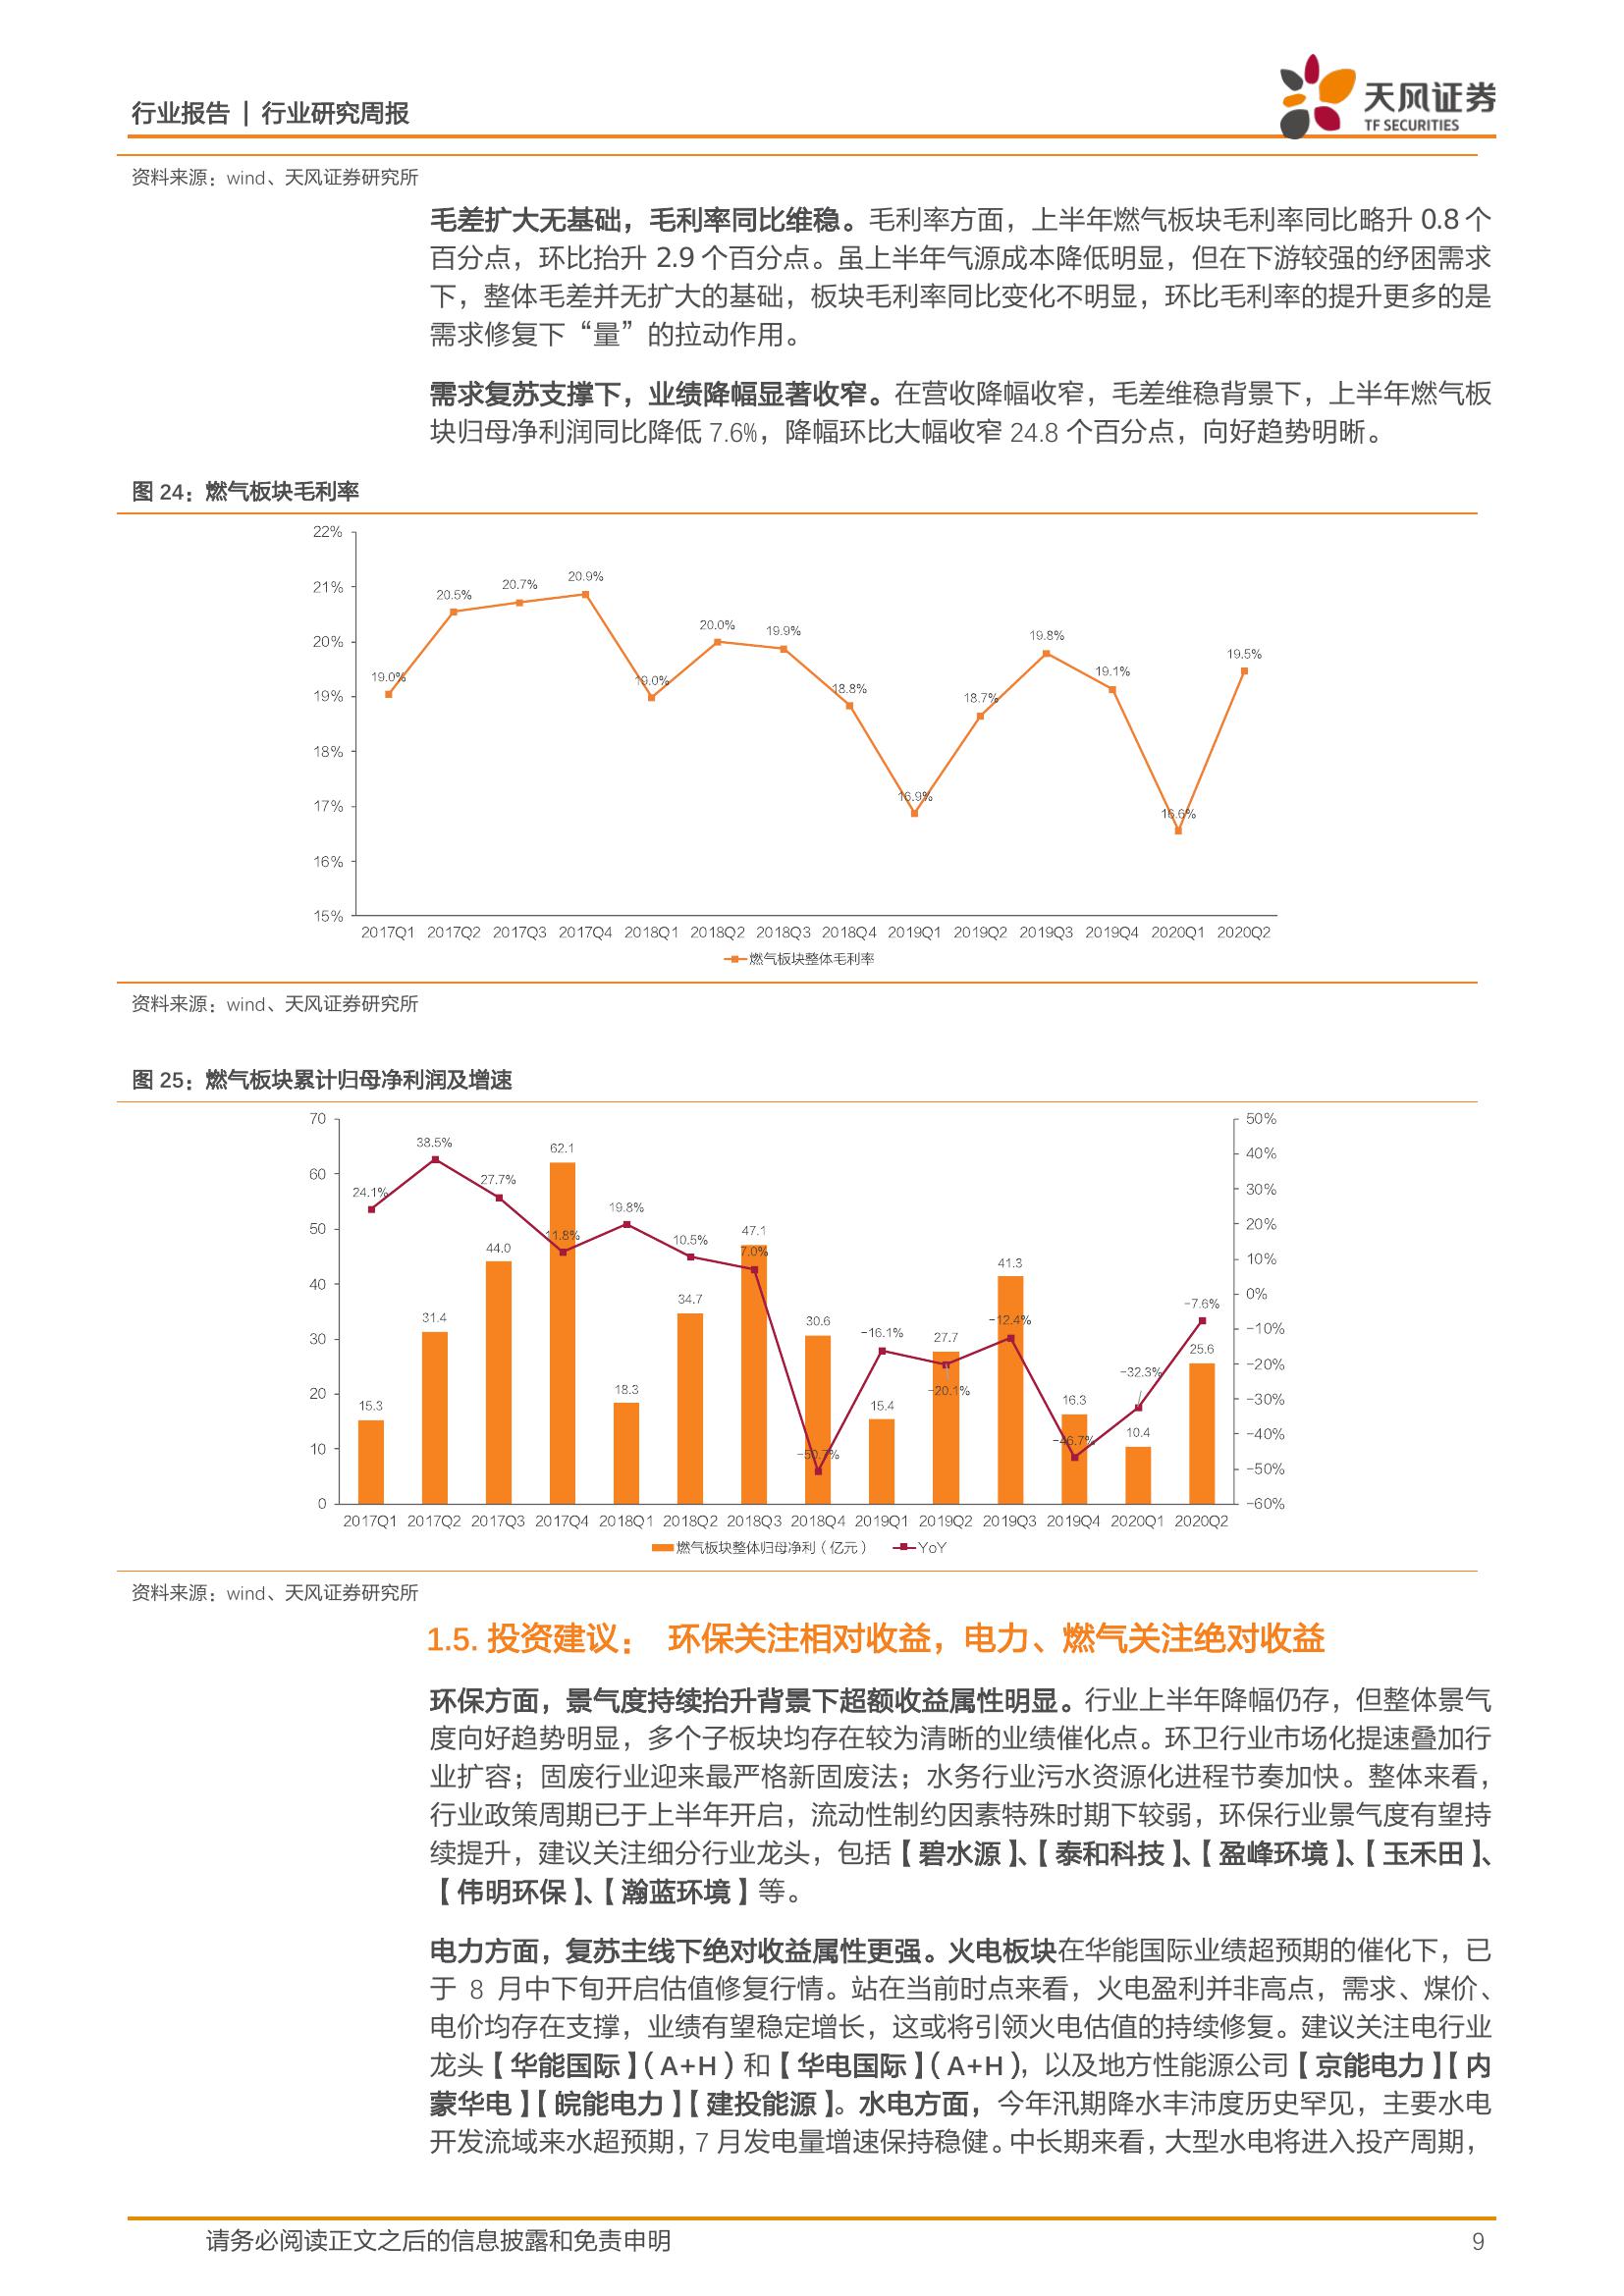 行业报告 | 行业研究周报
天风证券
TF SECURITIES
资料来源：wind、天风证券研究所
毛差扩大无基础，毛利率同比维稳。毛利率方面，上半年燃气板块毛利率同比略升 0.8 个
百分点，环比抬升 2.9 个百分点。虽上半年气源成本降低明显，但在下游较强的纾困需求
下，整体毛差并无扩大的基础，板块毛利率同比变化不明显，环比毛利率的提升更多的是
需求修复下“量”的拉动作用。
需求复苏支撑下，业绩降幅显著收窄。在营收降幅收窄，毛差维稳背景下，上半年燃气板
块归母净利润同比降低 7.6%，降幅环比大幅收窄 24.8 个百分点，向好趋势明晰。
图 24：燃气板块毛利率
22%
21%
20%
19%
18%
17%
16%
15%
19.0%
20.5%
20.7%
20.9%
19.0%
20.0%
19.9%
18.8%
16.9%
18.7%
19.8%
19.1%
16.6%
19.5%
2017Q1 2017Q2 2017Q3 2017Q4 2018Q1 2018Q2 2018Q3 2018Q4 2019Q1 2019Q2 2019Q3 2019Q4 2020Q1 2020Q2
燃气板块整体毛利率
资料来源：wind、天风证券研究所
图 25：燃气板块累计归母净利润及增速
70
60
50
40
30
20
10
0
50%
40%
30%
20%
10%
0%
-10%
-20%
-30%
-40%
-50%
-60%
24.1%
38.5%
27.7%
11.8%
19.8%
10.5%
7.0%
-50.7%
-16.1%
-20.1%
-12.4%
-46.7%
-32.3%
-7.6%
15.3
31.4
44.0
62.1
18.3
34.7
47.1
30.6
15.4
27.7
41.3
16.3
10.4
25.6
2017Q1 2017Q2 2017Q3 2017Q4 2018Q1 2018Q2 2018Q3 2018Q4 2019Q1 2019Q2 2019Q3 2019Q4 2020Q1 2020Q2
燃气板块整体归母净利（亿元） YoY
资料来源：wind、天风证券研究所
1.5. 投资建议： 环保关注相对收益，电力、燃气关注绝对收益
环保方面，景气度持续抬升背景下超额收益属性明显。行业上半年降幅仍存，但整体景气
度向好趋势明显，多个子板块均存在较为清晰的业绩催化点。环卫行业市场化提速叠加行
业扩容；固废行业迎来最严格新固废法；水务行业污水资源化进程节奏加快。整体来看，
行业政策周期已于上半年开启，流动性制约因素特殊时期下较弱，环保行业景气度有望持
续提升，建议关注细分行业龙头，包括【碧水源】、【泰和科技】、【盈峰环境】、【玉禾田】、
【伟明环保】、【瀚蓝环境】等。
电力方面，复苏主线下绝对收益属性更强。火电板块在华能国际业绩超预期的催化下，已
于 8 月中下旬开启估值修复行情。站在当前时点来看，火电盈利并非高点，需求、煤价、
电价均存在支撑，业绩有望稳定增长，这或将引领火电估值的持续修复。建议关注电行业
龙头【华能国际】（A+H）和【华电国际】（A+H），以及地方性能源公司【京能电力】【内
蒙华电】【皖能电力】【建投能源】。水电方面，今年汛期降水丰沛度历史罕见，主要水电
开发流域来水超预期，7 月发电量增速保持稳健。中长期来看，大型水电将进入投产周期，
请务必阅读正文之后的信息披露和免责申明
9